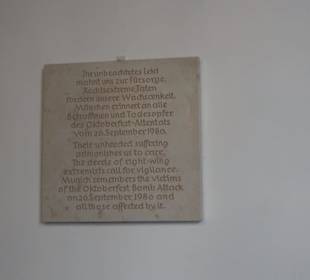 Ihr unbeachtetes Leid
mahnt uns zur Fürsorge.
Rechtsextreme Taten
fordern unsere Wachsamkeit.
München erinnert an alle
Betroffenen und Todesopfer
des Oktoberfest-Attentats
vom 26. September 1980.
Their unheeded suffering
admonishes us to care.
The deeds of right-wing
extremists call for vigilance.
Munich remembers the victims
of the Oktoberfest Bomb Attack
on 26 September 1980 and
all those affected by it.